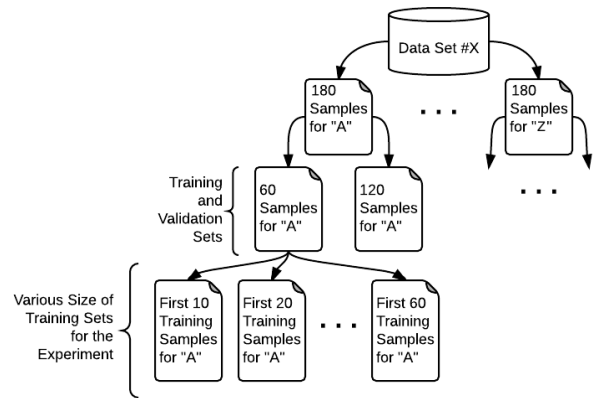 Data Set #X
180
Samples
for "A"
. . .
180
Samples
for "Z"
Training
and
Validation
Sets
60
Samples
for "A"
120
Samples
for "A"
. . .
Various Size of
Training Sets
for the
Experiment
First 10
Training
Samples
for "A"
First 20
Training
Samples
for "A"
. . .
First 60
Training
Samples
for "A"